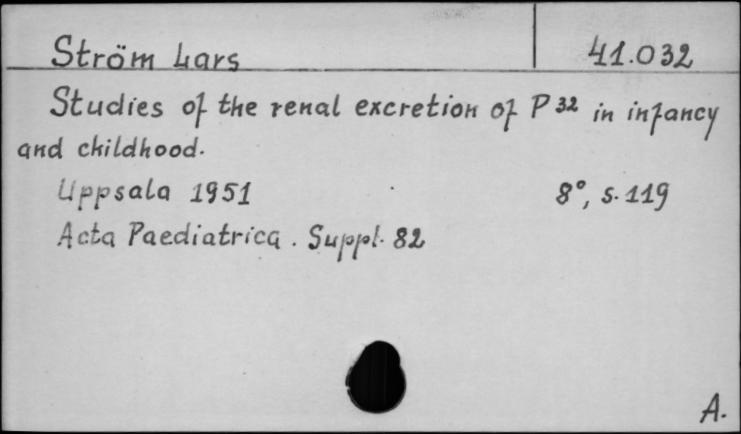 Ström Lars 41.032
Studies of the renal excretion of P 32 in infancy
and childhood.
Uppsala 1951 8°, s. 119
Acta Paediatrica. Suppl. 82
A.